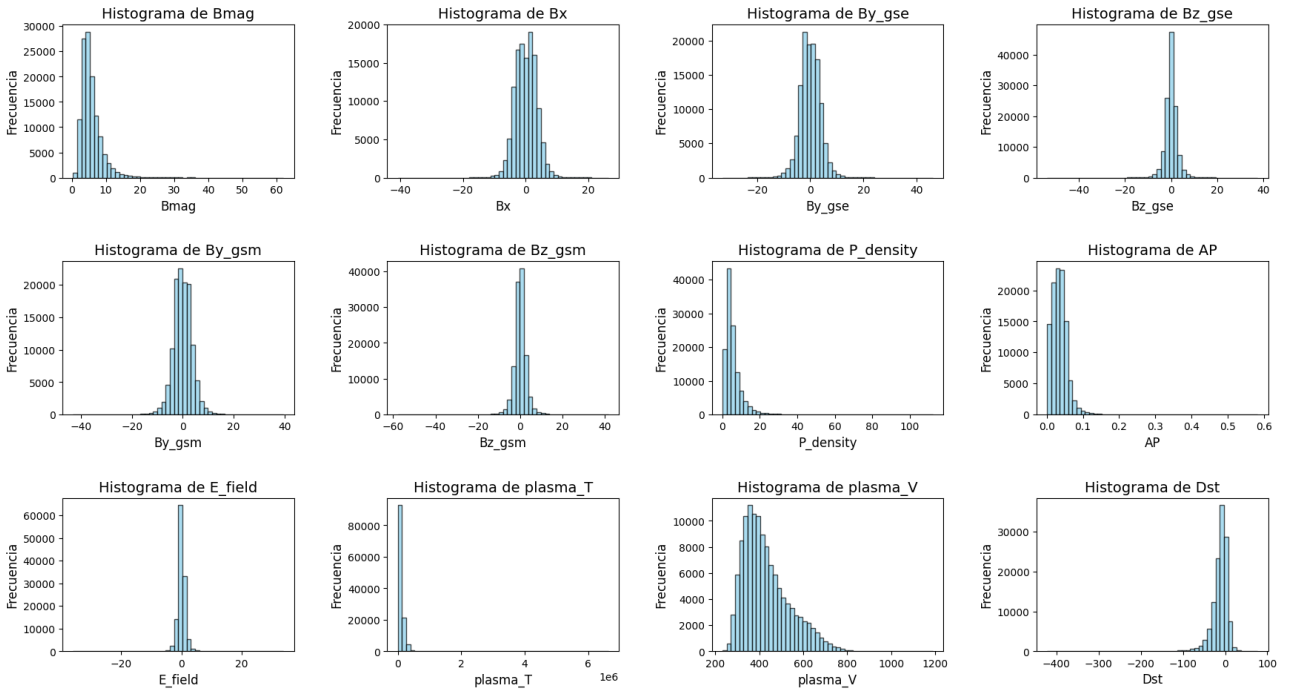 Histograma de Bmag
30000
25000
20000
15000
10000
5000
0
Frecuencia
0 10 20 30 40 50 60
Bmag
Histograma de Bx
20000
17500
15000
12500
10000
7500
5000
2500
0
Frecuencia
−40 −20 0 20
Bx
Histograma de By_gse
20000
15000
10000
5000
0
Frecuencia
−20 0 20 40
By_gse
Histograma de Bz_gse
40000
30000
20000
10000
0
Frecuencia
−40 −20 0 20 40
Bz_gse
Histograma de By_gsm
20000
15000
10000
5000
0
Frecuencia
−40 −20 0 20 40
By_gsm
Histograma de Bz_gsm
40000
30000
20000
10000
0
Frecuencia
−60 −40 −20 0 20 40
Bz_gsm
Histograma de P_density
40000
30000
20000
10000
0
Frecuencia
0 20 40 60 80 100
P_density
Histograma de AP
20000
15000
10000
5000
0
Frecuencia
0.0 0.1 0.2 0.3 0.4 0.5 0.6
AP
Histograma de E_field
60000
50000
40000
30000
20000
10000
0
Frecuencia
−20 0 20
E_field
Histograma de plasma_T
80000
60000
40000
20000
0
Frecuencia
0 2 4 6
1e6
plasma_T
Histograma de plasma_V
10000
8000
6000
4000
2000
0
Frecuencia
200 400 600 800 1000 1200
plasma_V
Histograma de Dst
30000
20000
10000
0
Frecuencia
−400 −300 −200 −100 0 100
Dst